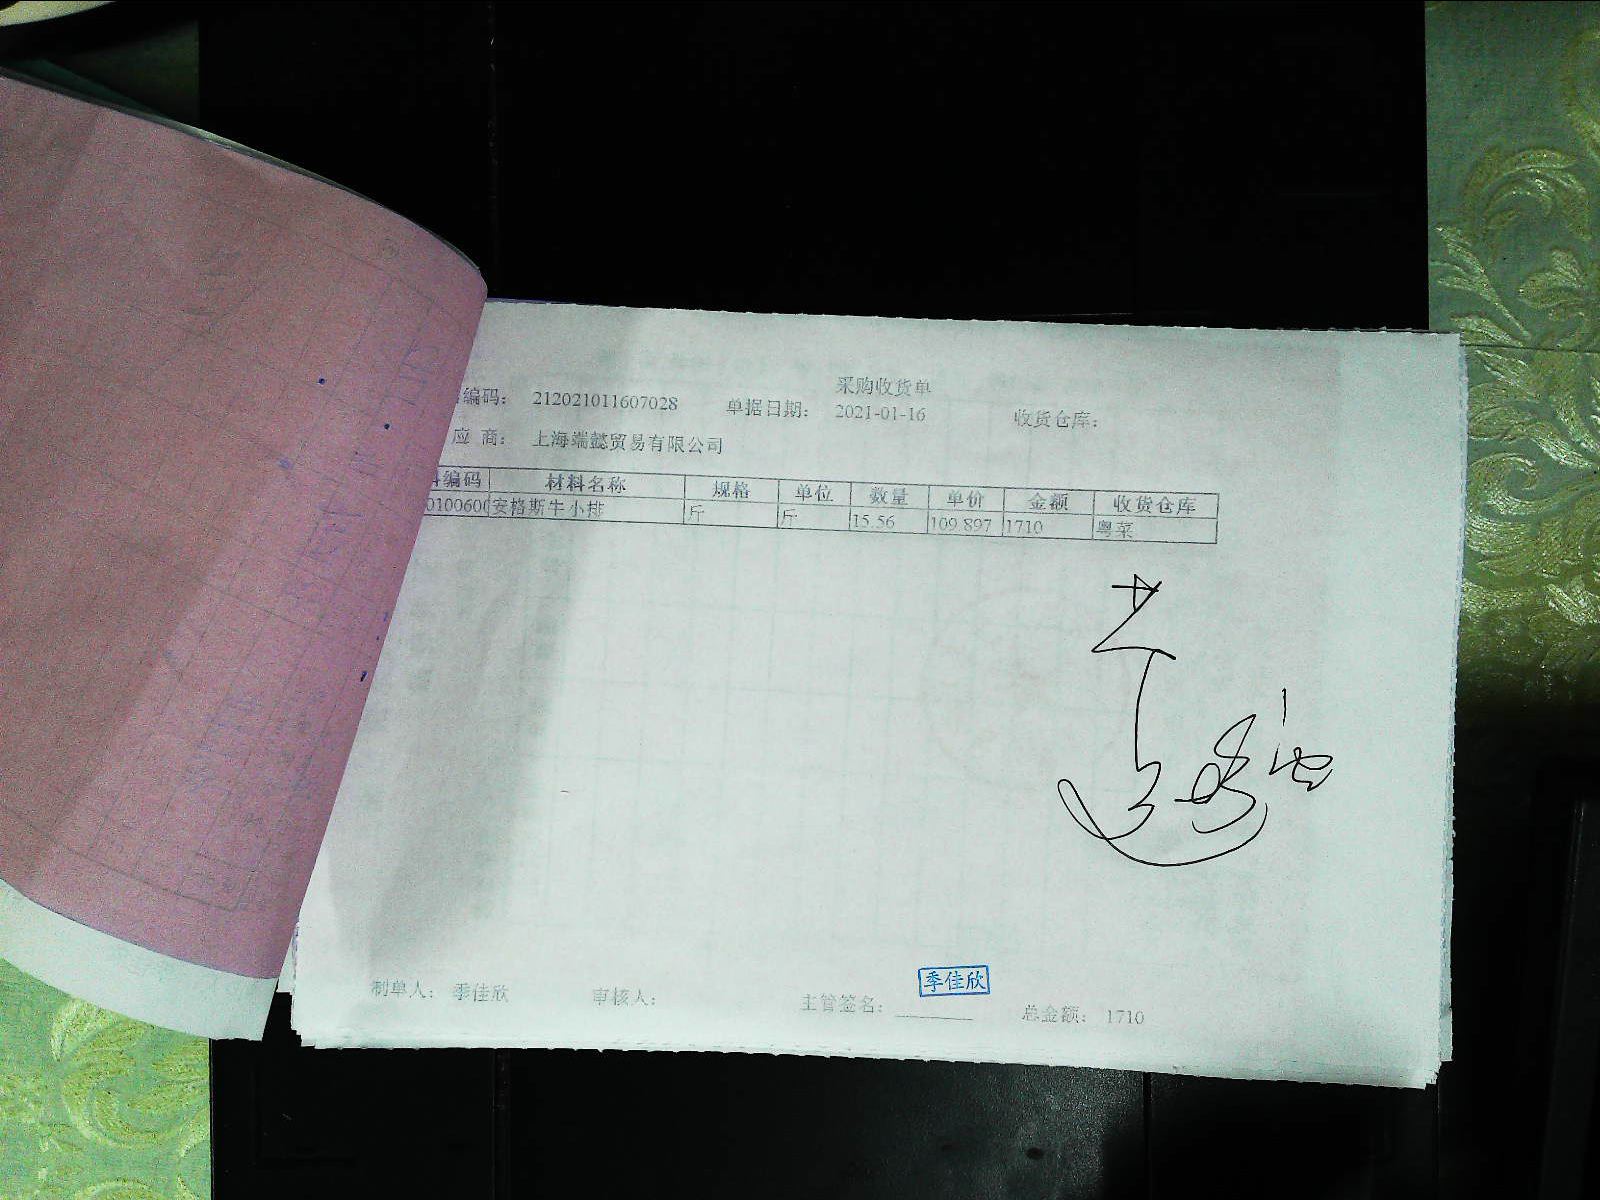 采购收货单
编码： 212021011607028 单据日期： 2021-01-16 收货仓库：
应 商： 上海端懿贸易有限公司
编码 材料名称 规格 单位 数量 单价 金额 收货仓库
0100600 安格斯牛小排 斤 斤 15.56 109.897 1710 粤菜
季佳欣
制单人： 季佳欣 审核人： 主管签名： 总金额： 1710